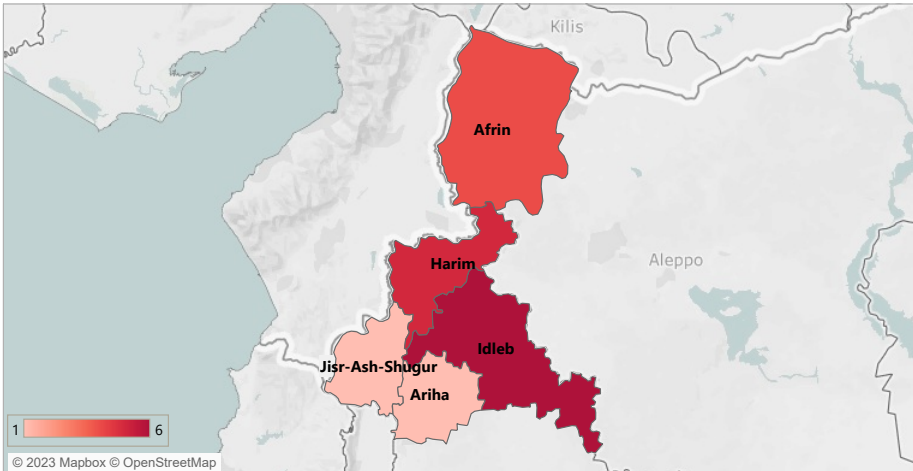 Kilis
Afrin
Harim
Aleppo
Idleb
Jisr-Ash-Shugur
Ariha
1 6
© 2023 Mapbox © OpenStreetMap